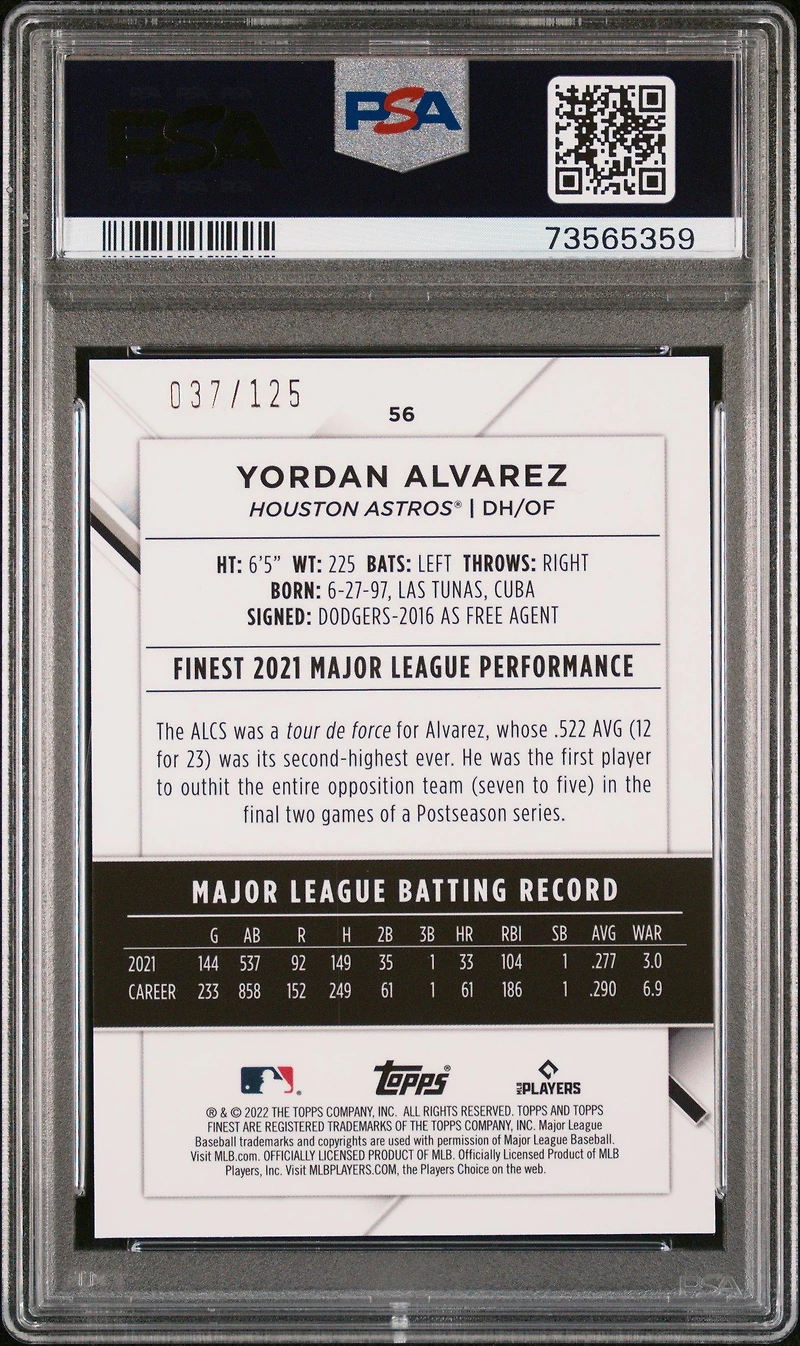 PSA
PSA
73565359
037/125
56
YORDAN ALVAREZ
HOUSTON ASTROS® | DH/OF
HT: 6'5" WT: 225 BATS: LEFT THROWS: RIGHT
BORN: 6-27-97, LAS TUNAS, CUBA
SIGNED: DODGERS-2016 AS FREE AGENT
FINEST 2021 MAJOR LEAGUE PERFORMANCE
The ALCS was a tour de force for Alvarez, whose .522 AVG (12
for 23) was its second-highest ever. He was the first player
to outhit the entire opposition team (seven to five) in the
final two games of a Postseason series.
MAJOR LEAGUE BATTING RECORD
G AB R H 2B 3B HR RBI SB AVG WAR
2021 144 537 92 149 35 1 33 104 1 .277 3.0
CAREER 233 858 152 249 61 1 61 186 1 .290 6.9
Topps® MLB PLAYERS
® & © 2022 THE TOPPS COMPANY, INC. ALL RIGHTS RESERVED. TOPPS AND TOPPS
FINEST ARE REGISTERED TRADEMARKS OF THE TOPPS COMPANY, INC. Major League
Baseball trademarks and copyrights are used with permission of Major League Baseball.
Visit MLB.com. OFFICIALLY LICENSED PRODUCT OF MLB. Officially Licensed Product of MLB
Players, Inc. Visit MLBPLAYERS.COM, the Players Choice on the web.
PSA